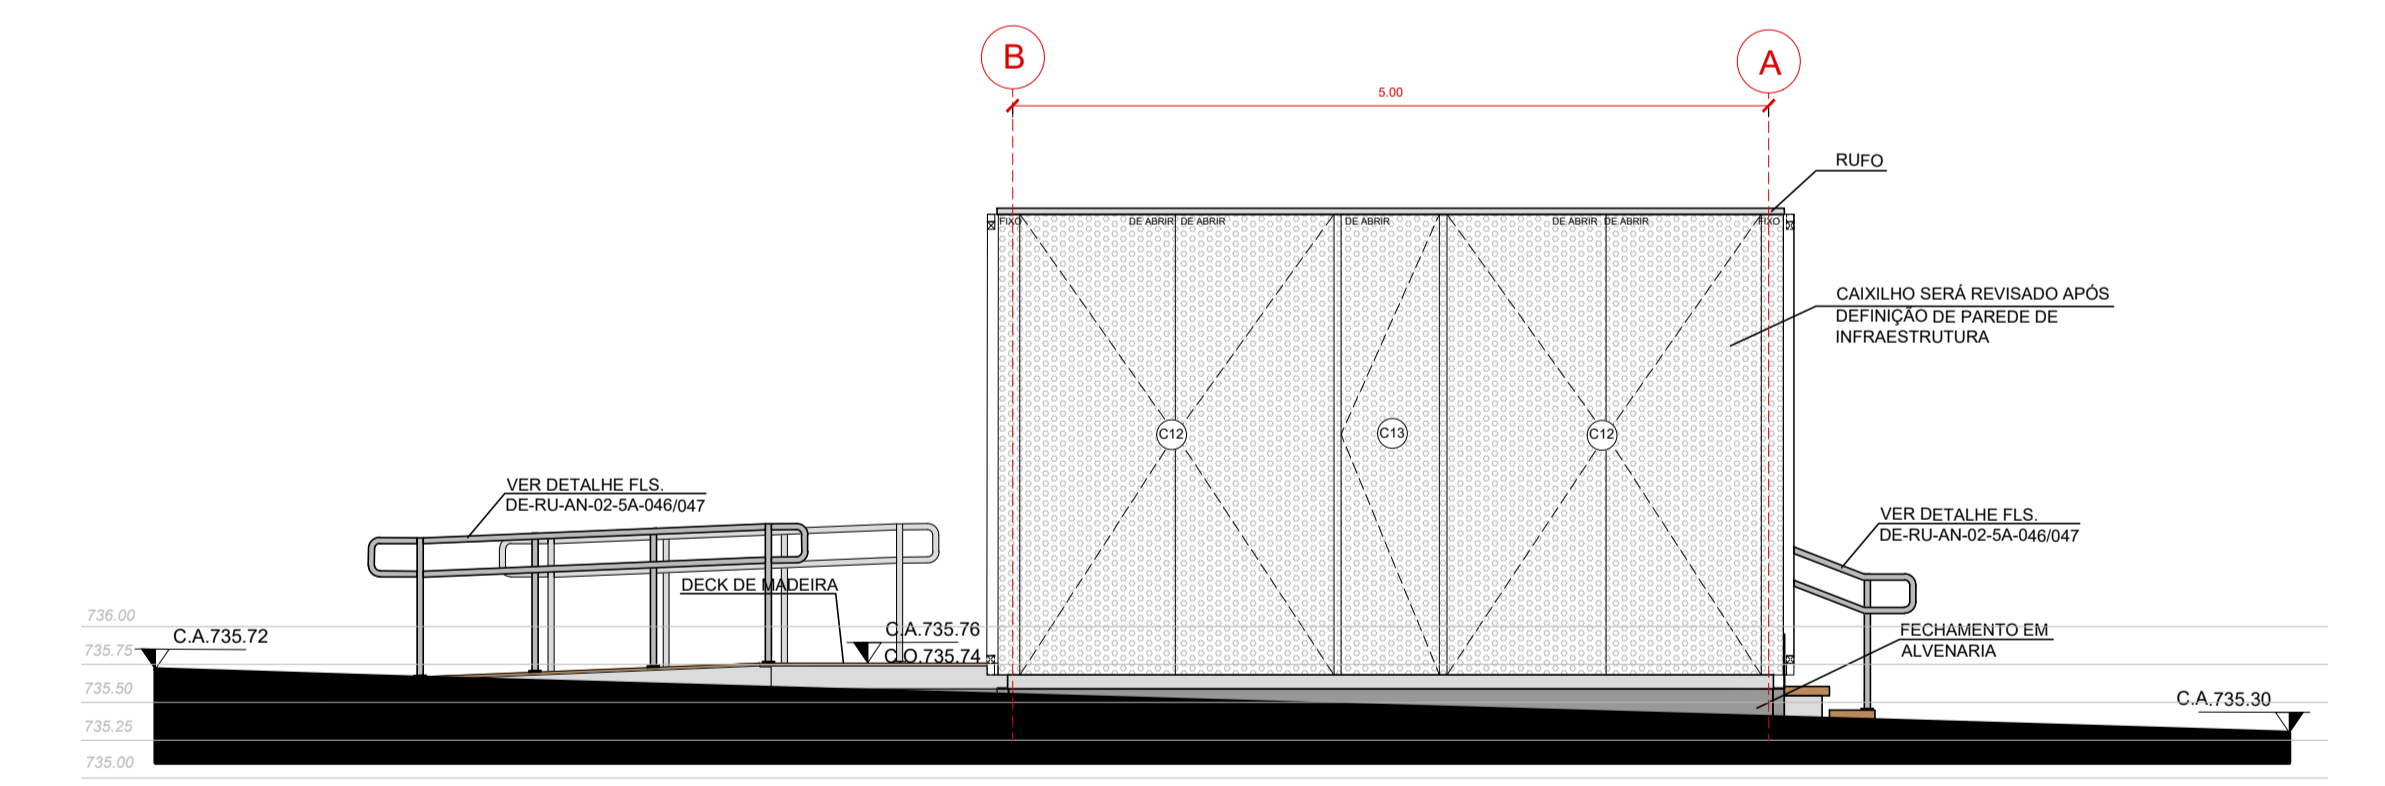 B
A
5.00
RUFO
FIXO
DE ABRIR
DE ABRIR
DE ABRIR
DE ABRIR
DE ABRIR
FIXO
CAIXILHO SERÁ REVISADO APÓS
DEFINIÇÃO DE PAREDE DE
INFRAESTRUTURA
C12
C13
C12
VER DETALHE FLS.
DE-RU-AN-02-5A-046/047
VER DETALHE FLS.
DE-RU-AN-02-5A-046/047
DECK DE MADEIRA
736.00
C.A.735.72
C.A.735.76
C.O.735.74
FECHAMENTO EM
ALVENARIA
735.75
735.50
C.A.735.30
735.25
735.00